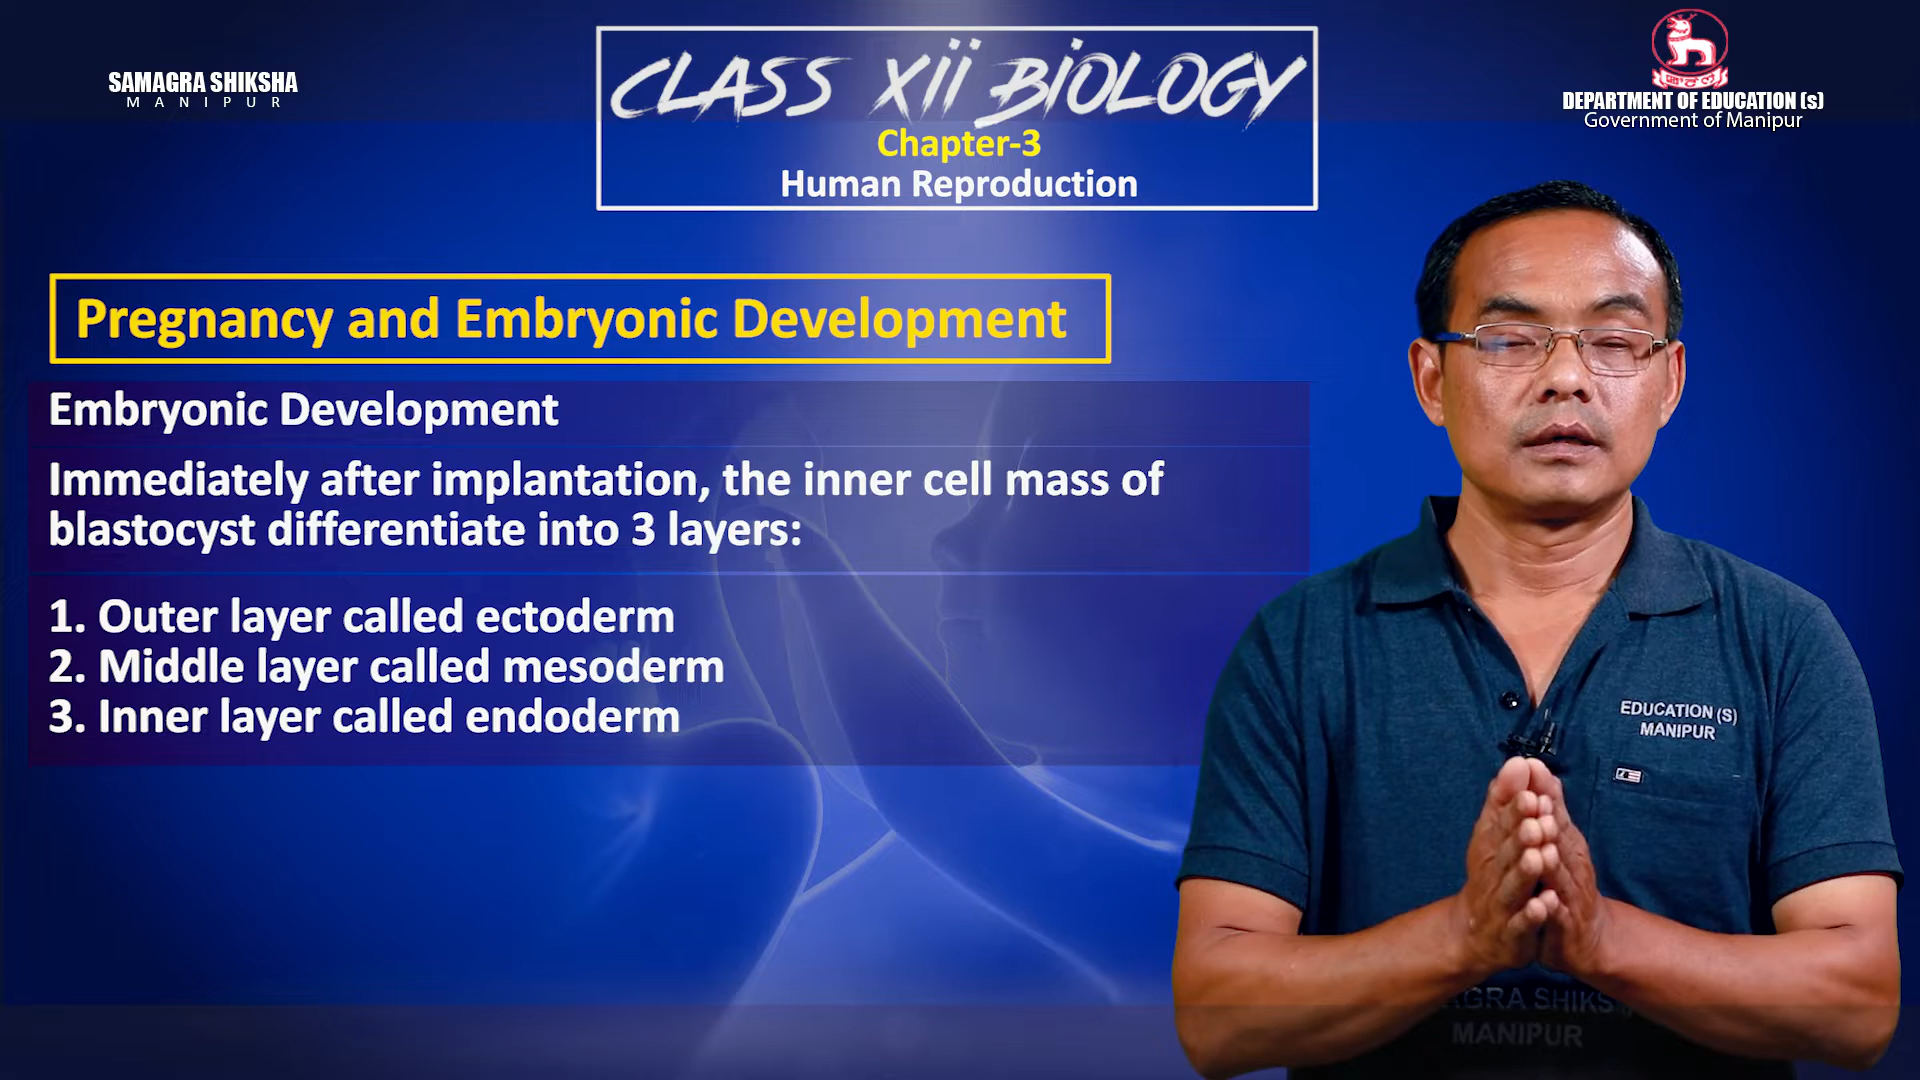 SAMAGRA SHIKSHA
MANIPUR
CLASS XII BIOLOGY
Chapter-3
Human Reproduction
DEPARTMENT OF EDUCATION (s)
Government of Manipur
Pregnancy and Embryonic Development
Embryonic Development
Immediately after implantation, the inner cell mass of
blastocyst differentiate into 3 layers:
1. Outer layer called ectoderm
2. Middle layer called mesoderm
3. Inner layer called endoderm
EDUCATION (S)
MANIPUR
MANIPUR